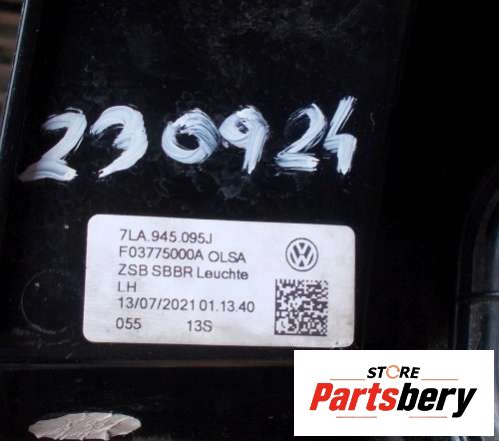 230924
7LA.945.095J
F03775000A OLSA
ZSB SBBR Leuchte
LH
13/07/2021 01.13.40
055 13S
STORE
Partsbery